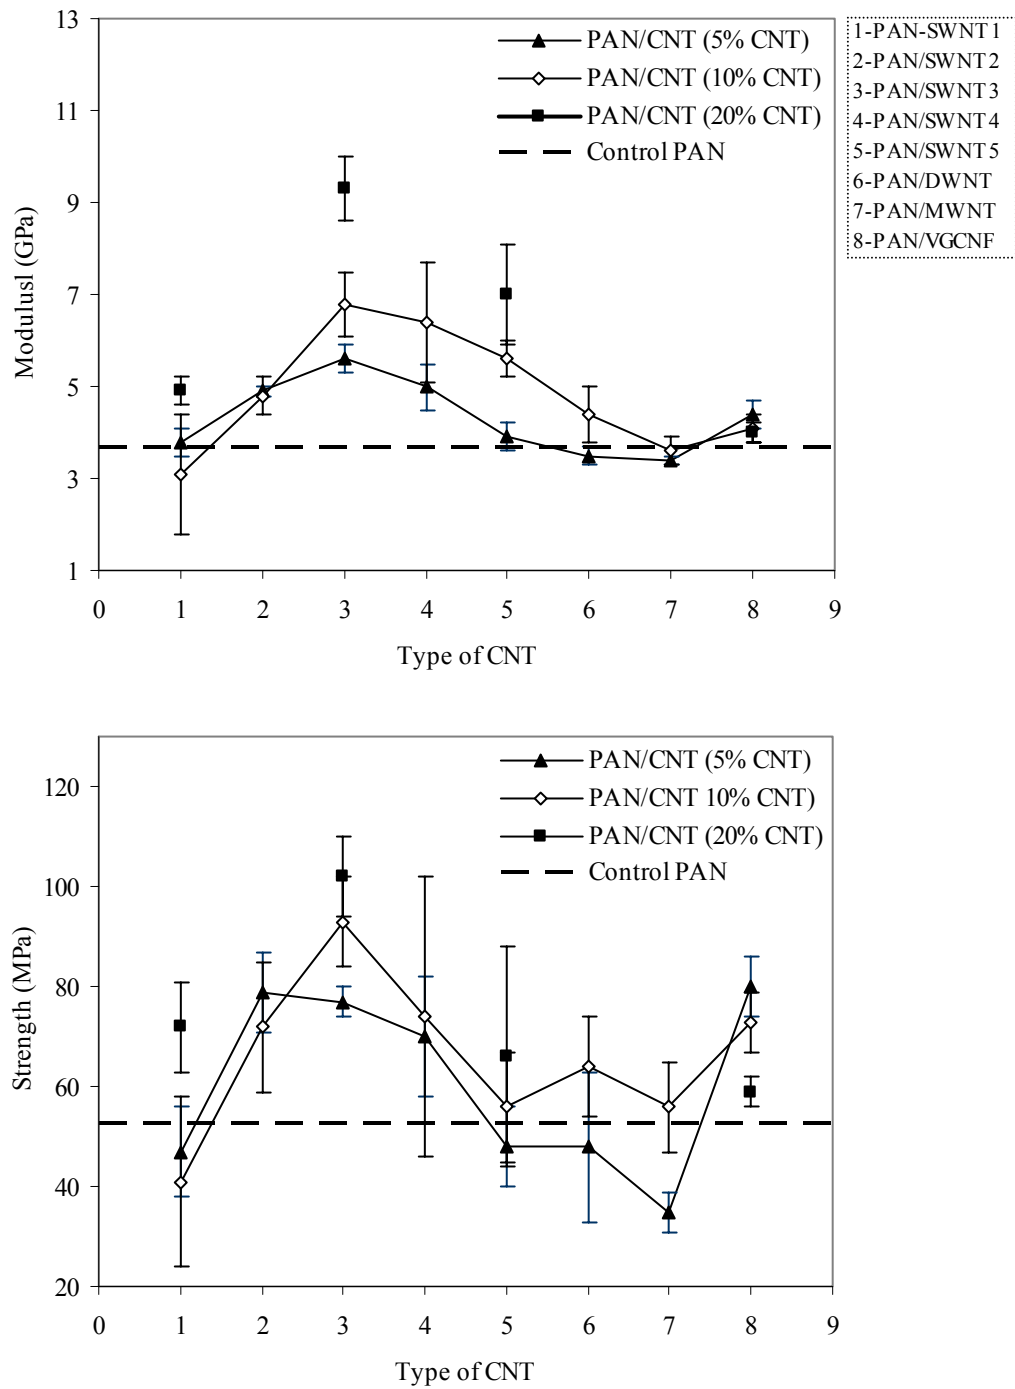 13
11
9
7
5
3
1
Modulusl (GPa)
PAN/CNT (5% CNT)
PAN/CNT (10% CNT)
PAN/CNT (20% CNT)
Control PAN
0 1 2 3 4 5 6 7 8 9
Type of CNT
1-PAN-SWNT 1
2-PAN/SWNT 2
3-PAN/SWNT 3
4-PAN/SWNT 4
5-PAN/SWNT 5
6-PAN/DWNT
7-PAN/MWNT
8-PAN/VGCNF
120
100
80
60
40
20
Strength (MPa)
PAN/CNT (5% CNT)
PAN/CNT 10% CNT)
PAN/CNT (20% CNT)
Control PAN
0 1 2 3 4 5 6 7 8 9
Type of CNT